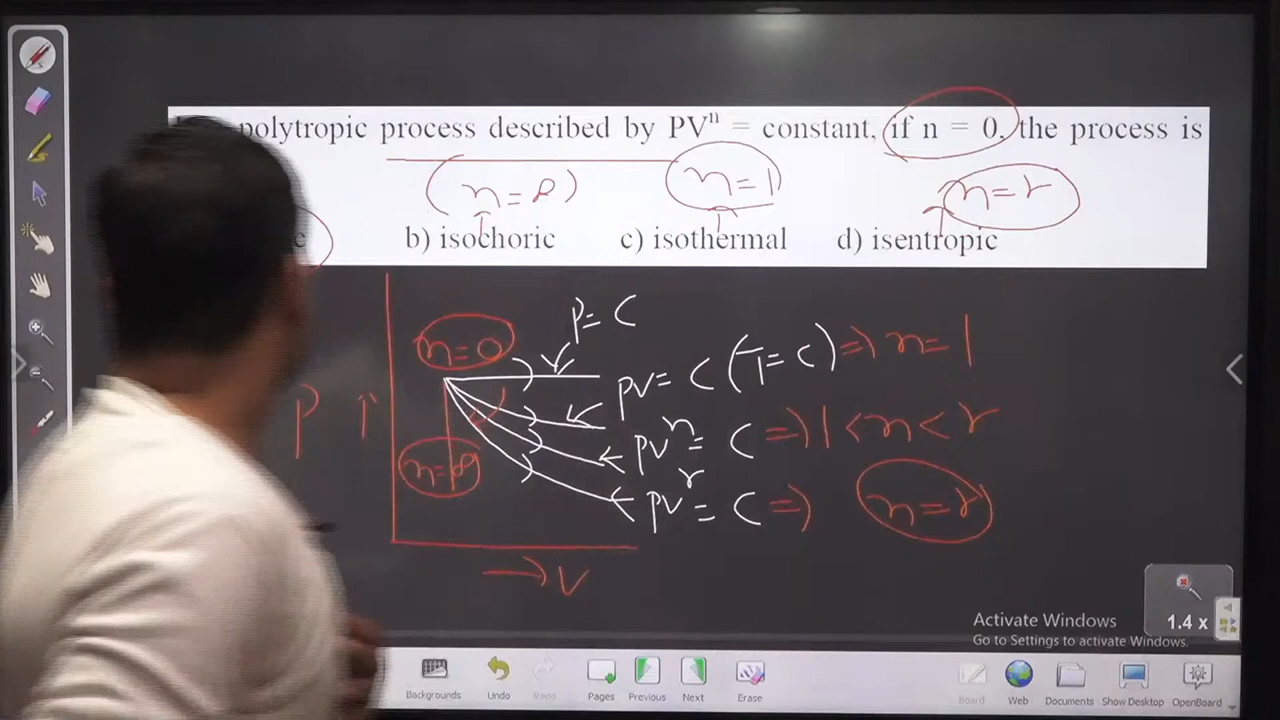 polytropic process described by PVⁿ = constant, if n = 0, the process is
(n=∞) n=1 n=γ
b) isochoric c) isothermal d) isentropic
P=C
n=0
PV=C (T=C) ⇒ n=1
P ↑
PVⁿ=C ⇒ 1<n<γ
n=∞
PV^γ=C ⇒ n=γ
→V
1.4 x
Activate Windows
Go to Settings to activate Windows.
Backgrounds Undo Redo Pages Previous Next Erase Board Web Documents Show Desktop OpenBoard